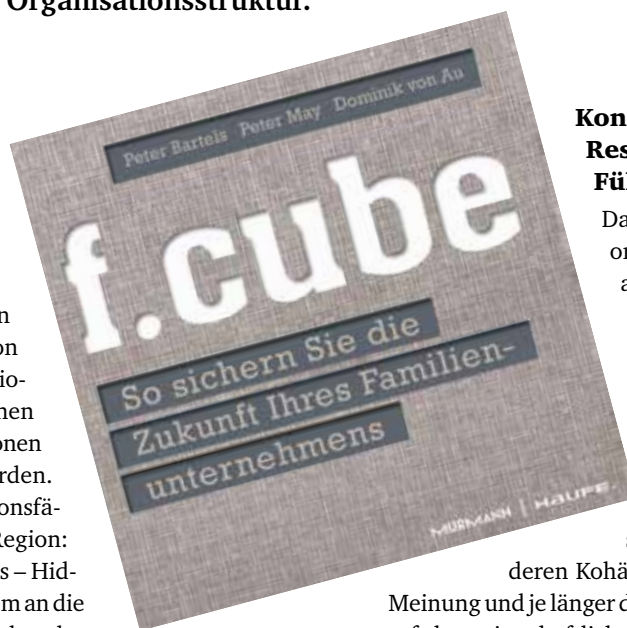 Organisationsstruktur.
Peter Bartels Peter May Dominik von Au
f.cube
So sichern Sie die
Zukunft Ihres Familien-
unternehmens
MURMANN | HAUFE.
n
on
io-
nen
onen
rden.
onsfä-
Region:
s – Hid-
m an die
Kon
Res
Fü
Da
or
a
deren Kohä
Meinung und je länger d